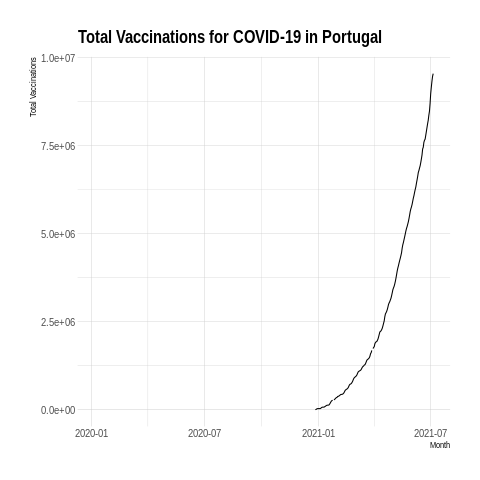 Total Vaccinations for COVID-19 in Portugal
Total Vaccinations
1.0e+07
7.5e+06
5.0e+06
2.5e+06
0.0e+00
2020-01 2020-07 2021-01 2021-07
Month